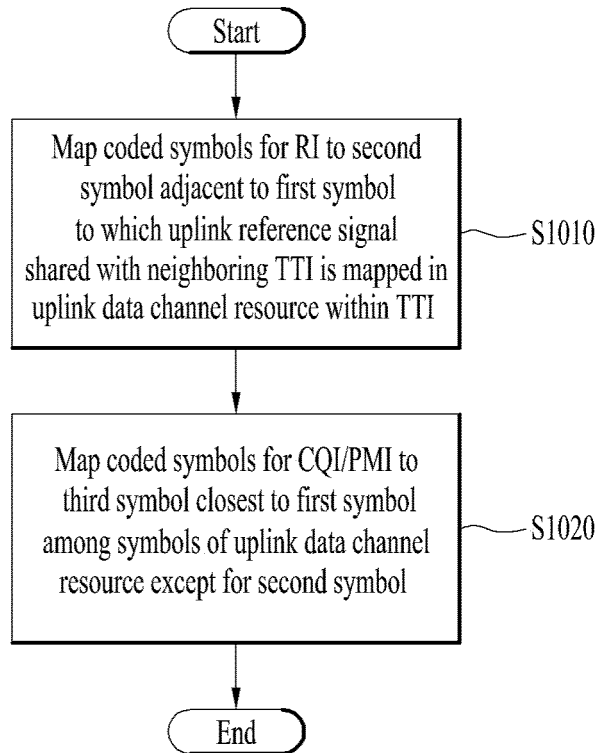 Start
Map coded symbols for RI to second
symbol adjacent to first symbol
to which uplink reference signal
shared with neighboring TTI is mapped in
uplink data channel resource within TTI
S1010
Map coded symbols for CQI/PMI to
third symbol closest to first symbol
among symbols of uplink data channel
resource except for second symbol
S1020
End